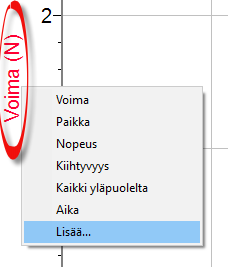 2
Voima (N)
Voima
Paikka
Nopeus
Kiihtyvyys
Kaikki yläpuolelta
Aika
Lisää...